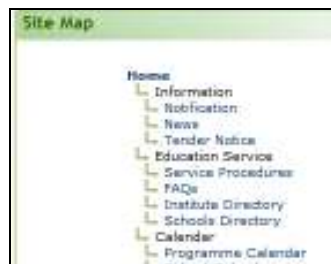 Site Map
Home
Information
Notification
News
Tender Notice
Education Service
Service Procedures
FAQs
Institute Directory
Schools Directory
Calender
Programme Calendar